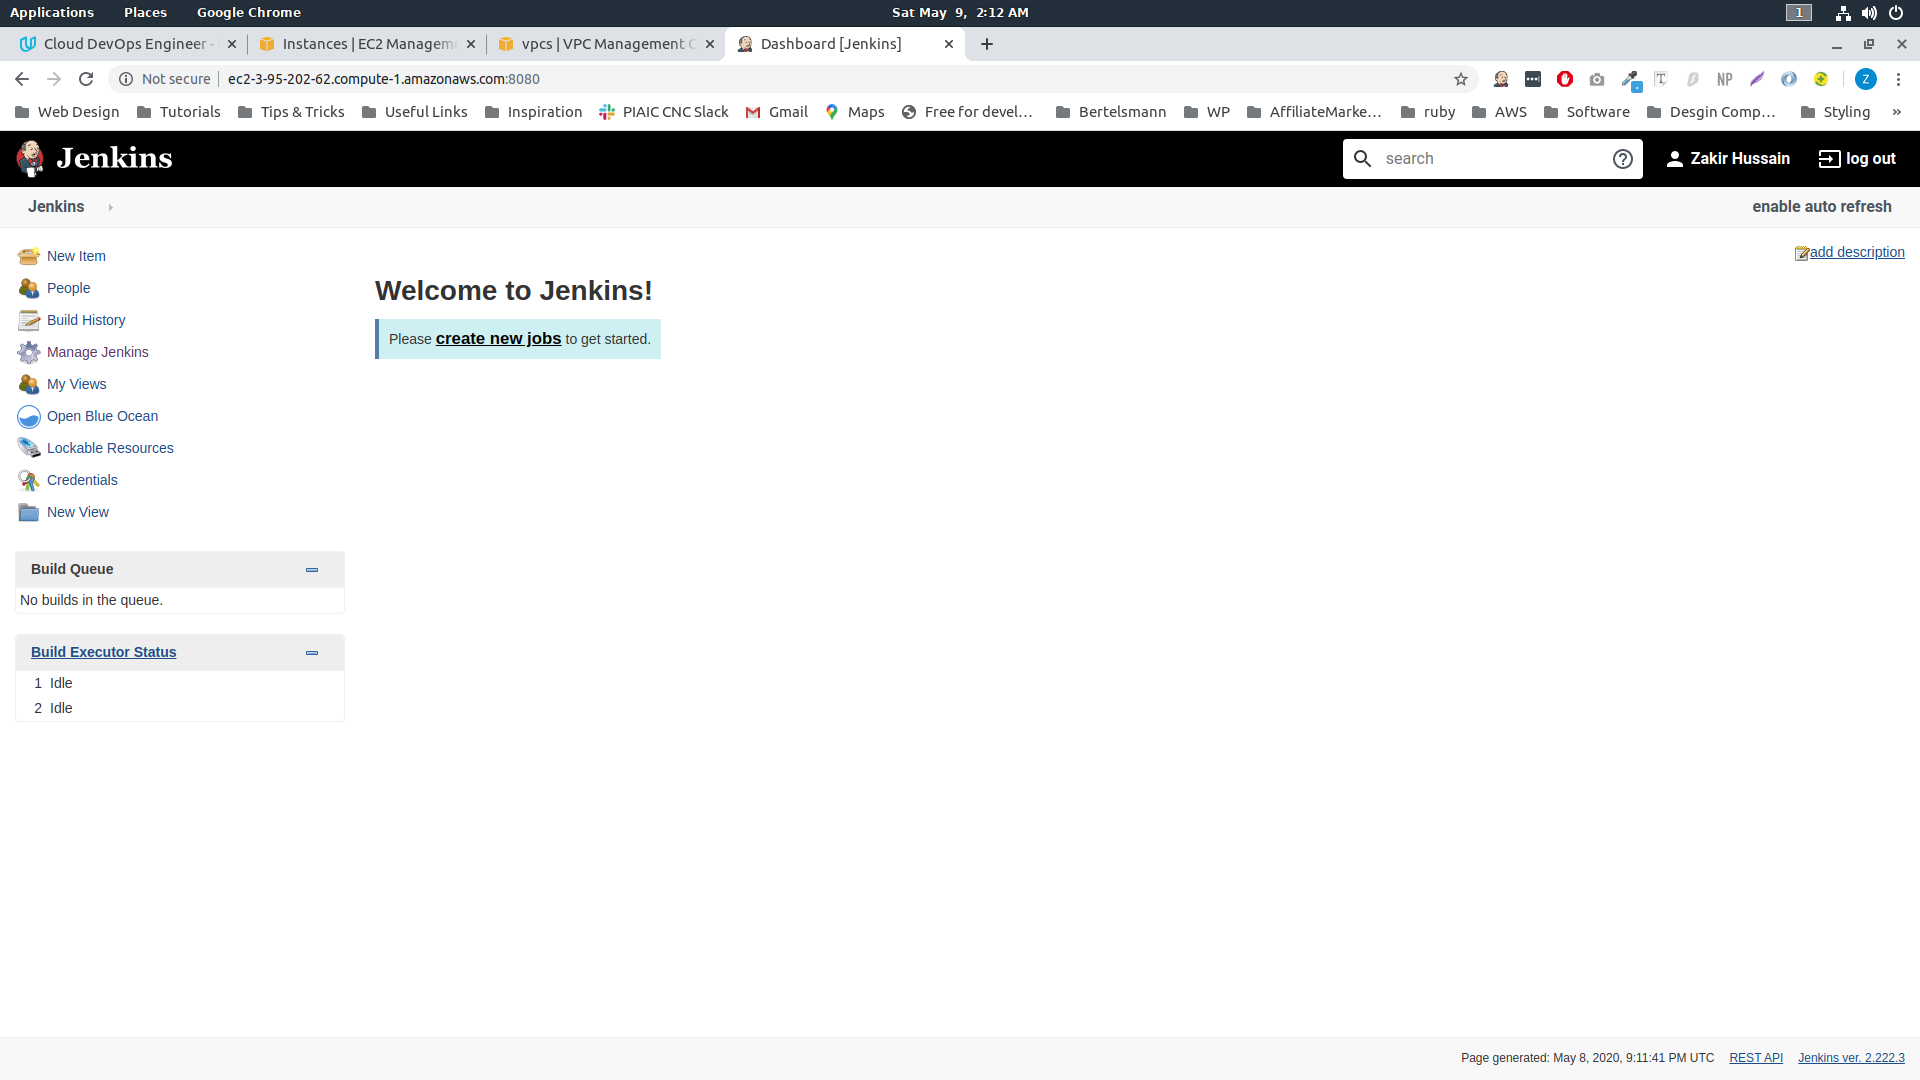 Applications Places Google Chrome Sat May 9, 2:12 AM 1
Cloud DevOps Engineer - Instances | EC2 Managem vpcs | VPC Management C Dashboard [Jenkins]
Not secure ec2-3-95-202-62.compute-1.amazonaws.com:8080 NP Z
Web Design Tutorials Tips & Tricks Useful Links Inspiration PIAIC CNC Slack Gmail Maps Free for devel... Bertelsmann WP AffiliateMarke... ruby AWS Software Desgin Comp... Styling »
Jenkins search Zakir Hussain log out
Jenkins enable auto refresh
add description
New Item
People
Build History
Manage Jenkins
My Views
Open Blue Ocean
Lockable Resources
Credentials
New View
Welcome to Jenkins!
Please create new jobs to get started.
Build Queue
No builds in the queue.
Build Executor Status
1 Idle
2 Idle
Page generated: May 8, 2020, 9:11:41 PM UTC REST API Jenkins ver. 2.222.3